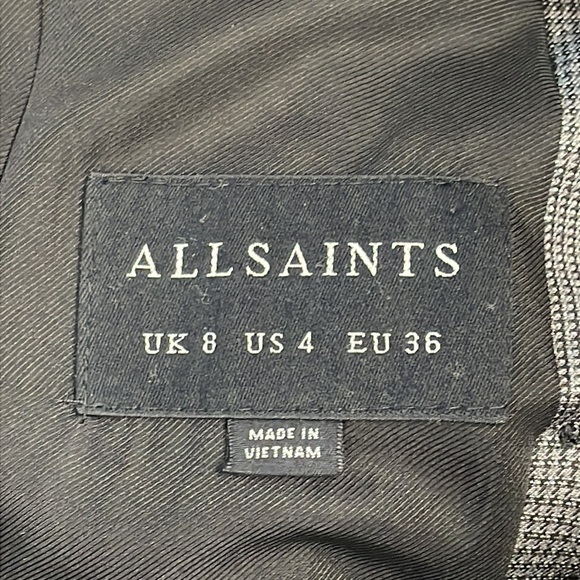 ALLSAINTS
UK 8 US 4 EU 36
MADE IN
VIETNAM